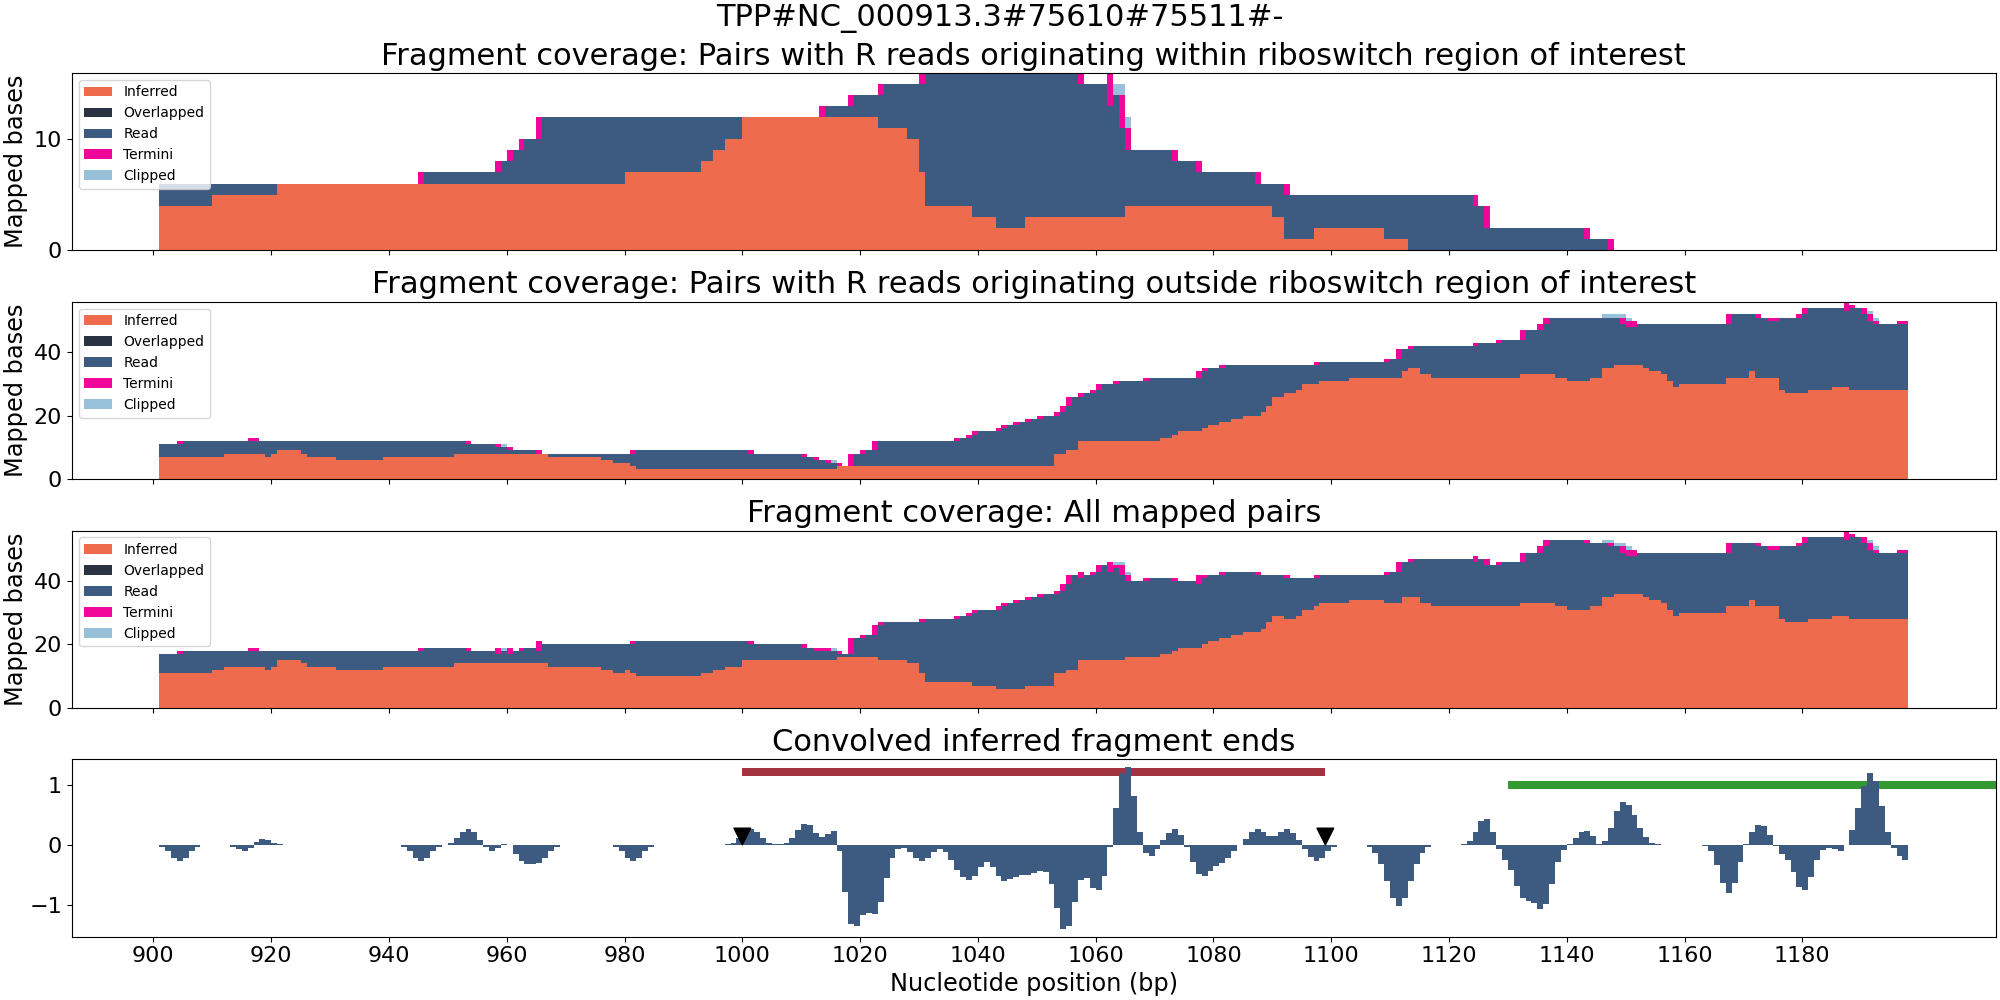 TPP#NC_000913.3#75610#75511#-
Fragment coverage: Pairs with R reads originating within riboswitch region of interest
Mapped bases
10
0
Inferred
Overlapped
Read
Termini
Clipped
Fragment coverage: Pairs with R reads originating outside riboswitch region of interest
Mapped bases
40
20
0
Inferred
Overlapped
Read
Termini
Clipped
Fragment coverage: All mapped pairs
Mapped bases
40
20
0
Inferred
Overlapped
Read
Termini
Clipped
Convolved inferred fragment ends
1
0
−1
900 920 940 960 980 1000 1020 1040 1060 1080 1100 1120 1140 1160 1180
Nucleotide position (bp)